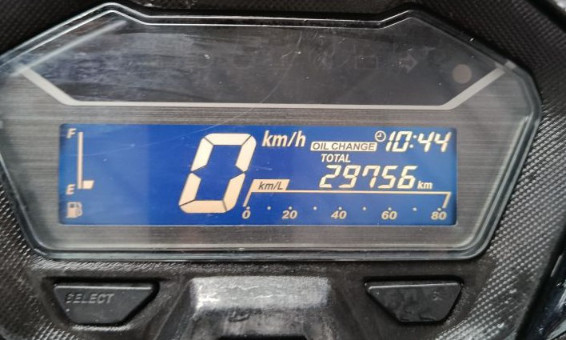 F
E
0 km/h
OIL CHANGE 10:44
TOTAL
29756 km
km/L
0 20 40 60 80
SELECT